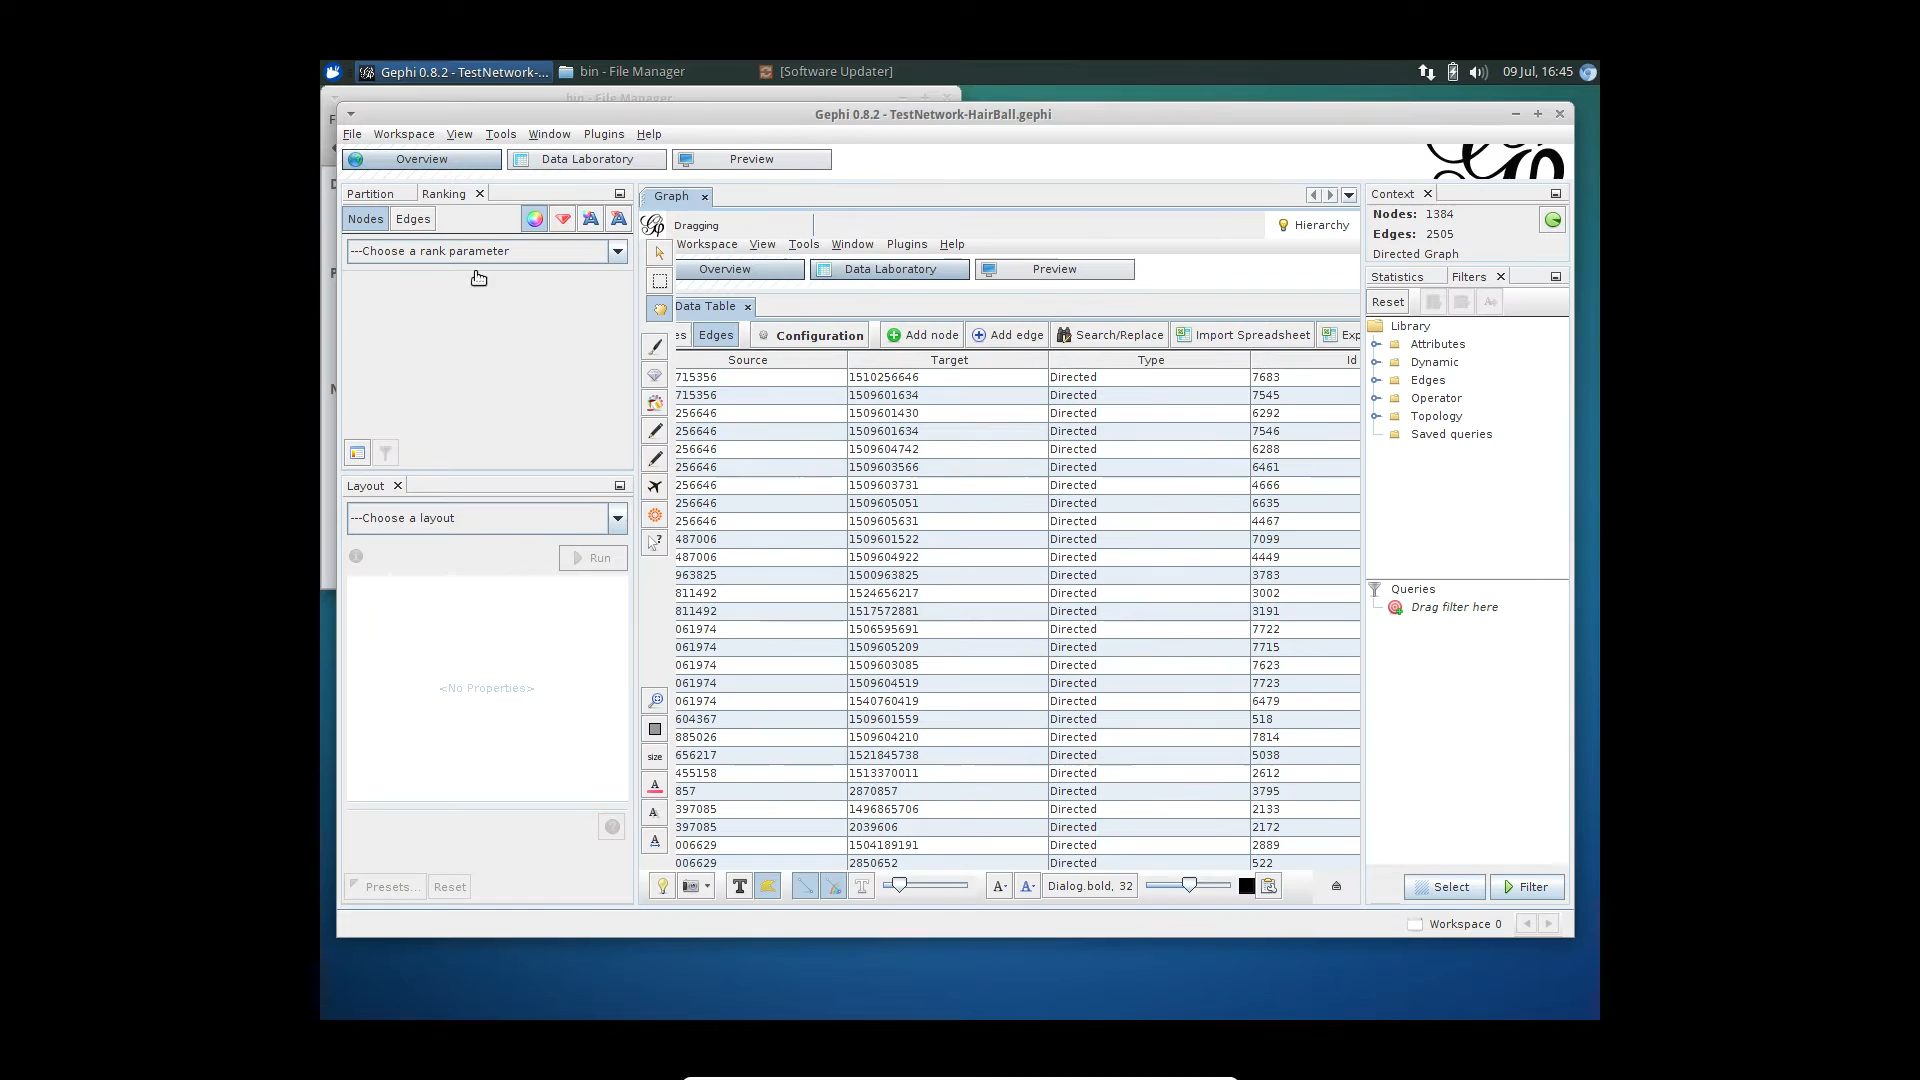 Gephi 0.8.2 - TestNetwork-...
bin - File Manager
[Software Updater]
09 Jul, 16:45
bin - File Manager
Gephi 0.8.2 - TestNetwork-HairBall.gephi
File Workspace View Tools Window Plugins Help
Overview Data Laboratory Preview
Partition Ranking
Nodes Edges
---Choose a rank parameter
Layout
---Choose a layout
Run
<No Properties>
Presets... Reset
Graph
Dragging
Hierarchy
Workspace View Tools Window Plugins Help
Overview Data Laboratory Preview
Data Table
es Edges Configuration Add node Add edge Search/Replace Import Spreadsheet Exp
Source Target Type Id
715356 1510256646 Directed 7683
715356 1509601634 Directed 7545
256646 1509601430 Directed 6292
256646 1509601634 Directed 7546
256646 1509604742 Directed 6288
256646 1509603566 Directed 6461
256646 1509603731 Directed 4666
256646 1509605051 Directed 6635
256646 1509605631 Directed 4467
487006 1509601522 Directed 7099
487006 1509604922 Directed 4449
963825 1500963825 Directed 3783
811492 1524656217 Directed 3002
811492 1517572881 Directed 3191
061974 1506595691 Directed 7722
061974 1509605209 Directed 7715
061974 1509603085 Directed 7623
061974 1509604519 Directed 7723
061974 1540760419 Directed 6479
604367 1509601559 Directed 518
885026 1509604210 Directed 7814
656217 1521845738 Directed 5038
455158 1513370011 Directed 2612
857 2870857 Directed 3795
397085 1496865706 Directed 2133
397085 2039606 Directed 2172
006629 1504189191 Directed 2889
006629 2850652 Directed 522
size
A
A
A
T T A- A- Dialog.bold, 32
Context
Nodes: 1384
Edges: 2505
Directed Graph
Statistics Filters
Reset
Library
Attributes
Dynamic
Edges
Operator
Topology
Saved queries
Queries
Drag filter here
Select Filter
Workspace 0